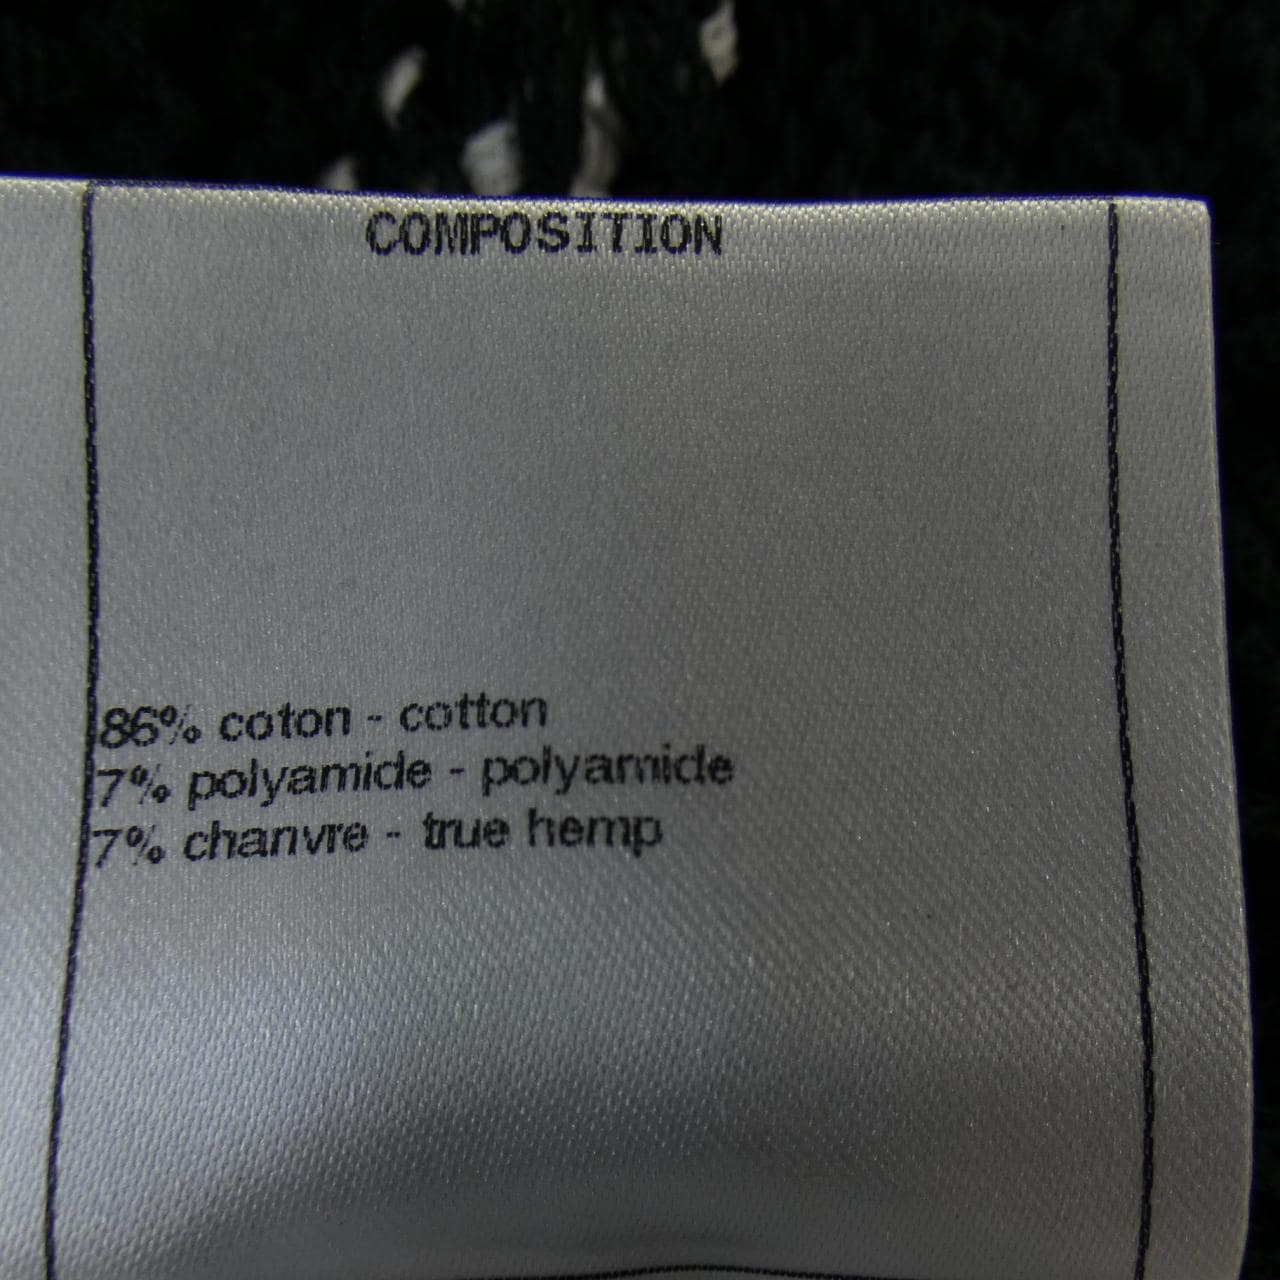 COMPOSITION
86% coton - cotton
7% polyamide - polyamide
7% chanvre - true hemp